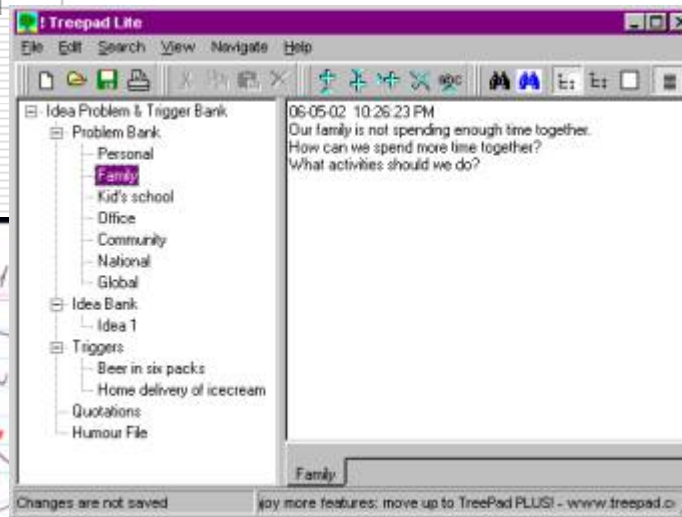 ! Treepad Lite
File Edit Search View Navigate Help
abc
Idea Problem & Trigger Bank
Problem Bank
Personal
Family
Kid's school
Office
Community
National
Global
Idea Bank
Idea 1
Triggers
Beer in six packs
Home delivery of icecream
Quotations
Humour File
06-05-02 10:26:23 PM
Our family is not spending enough time together.
How can we spend more time together?
What activities should we do?
Family
Changes are not saved
joy more features: move up to TreePad PLUS! - www.treepad.c